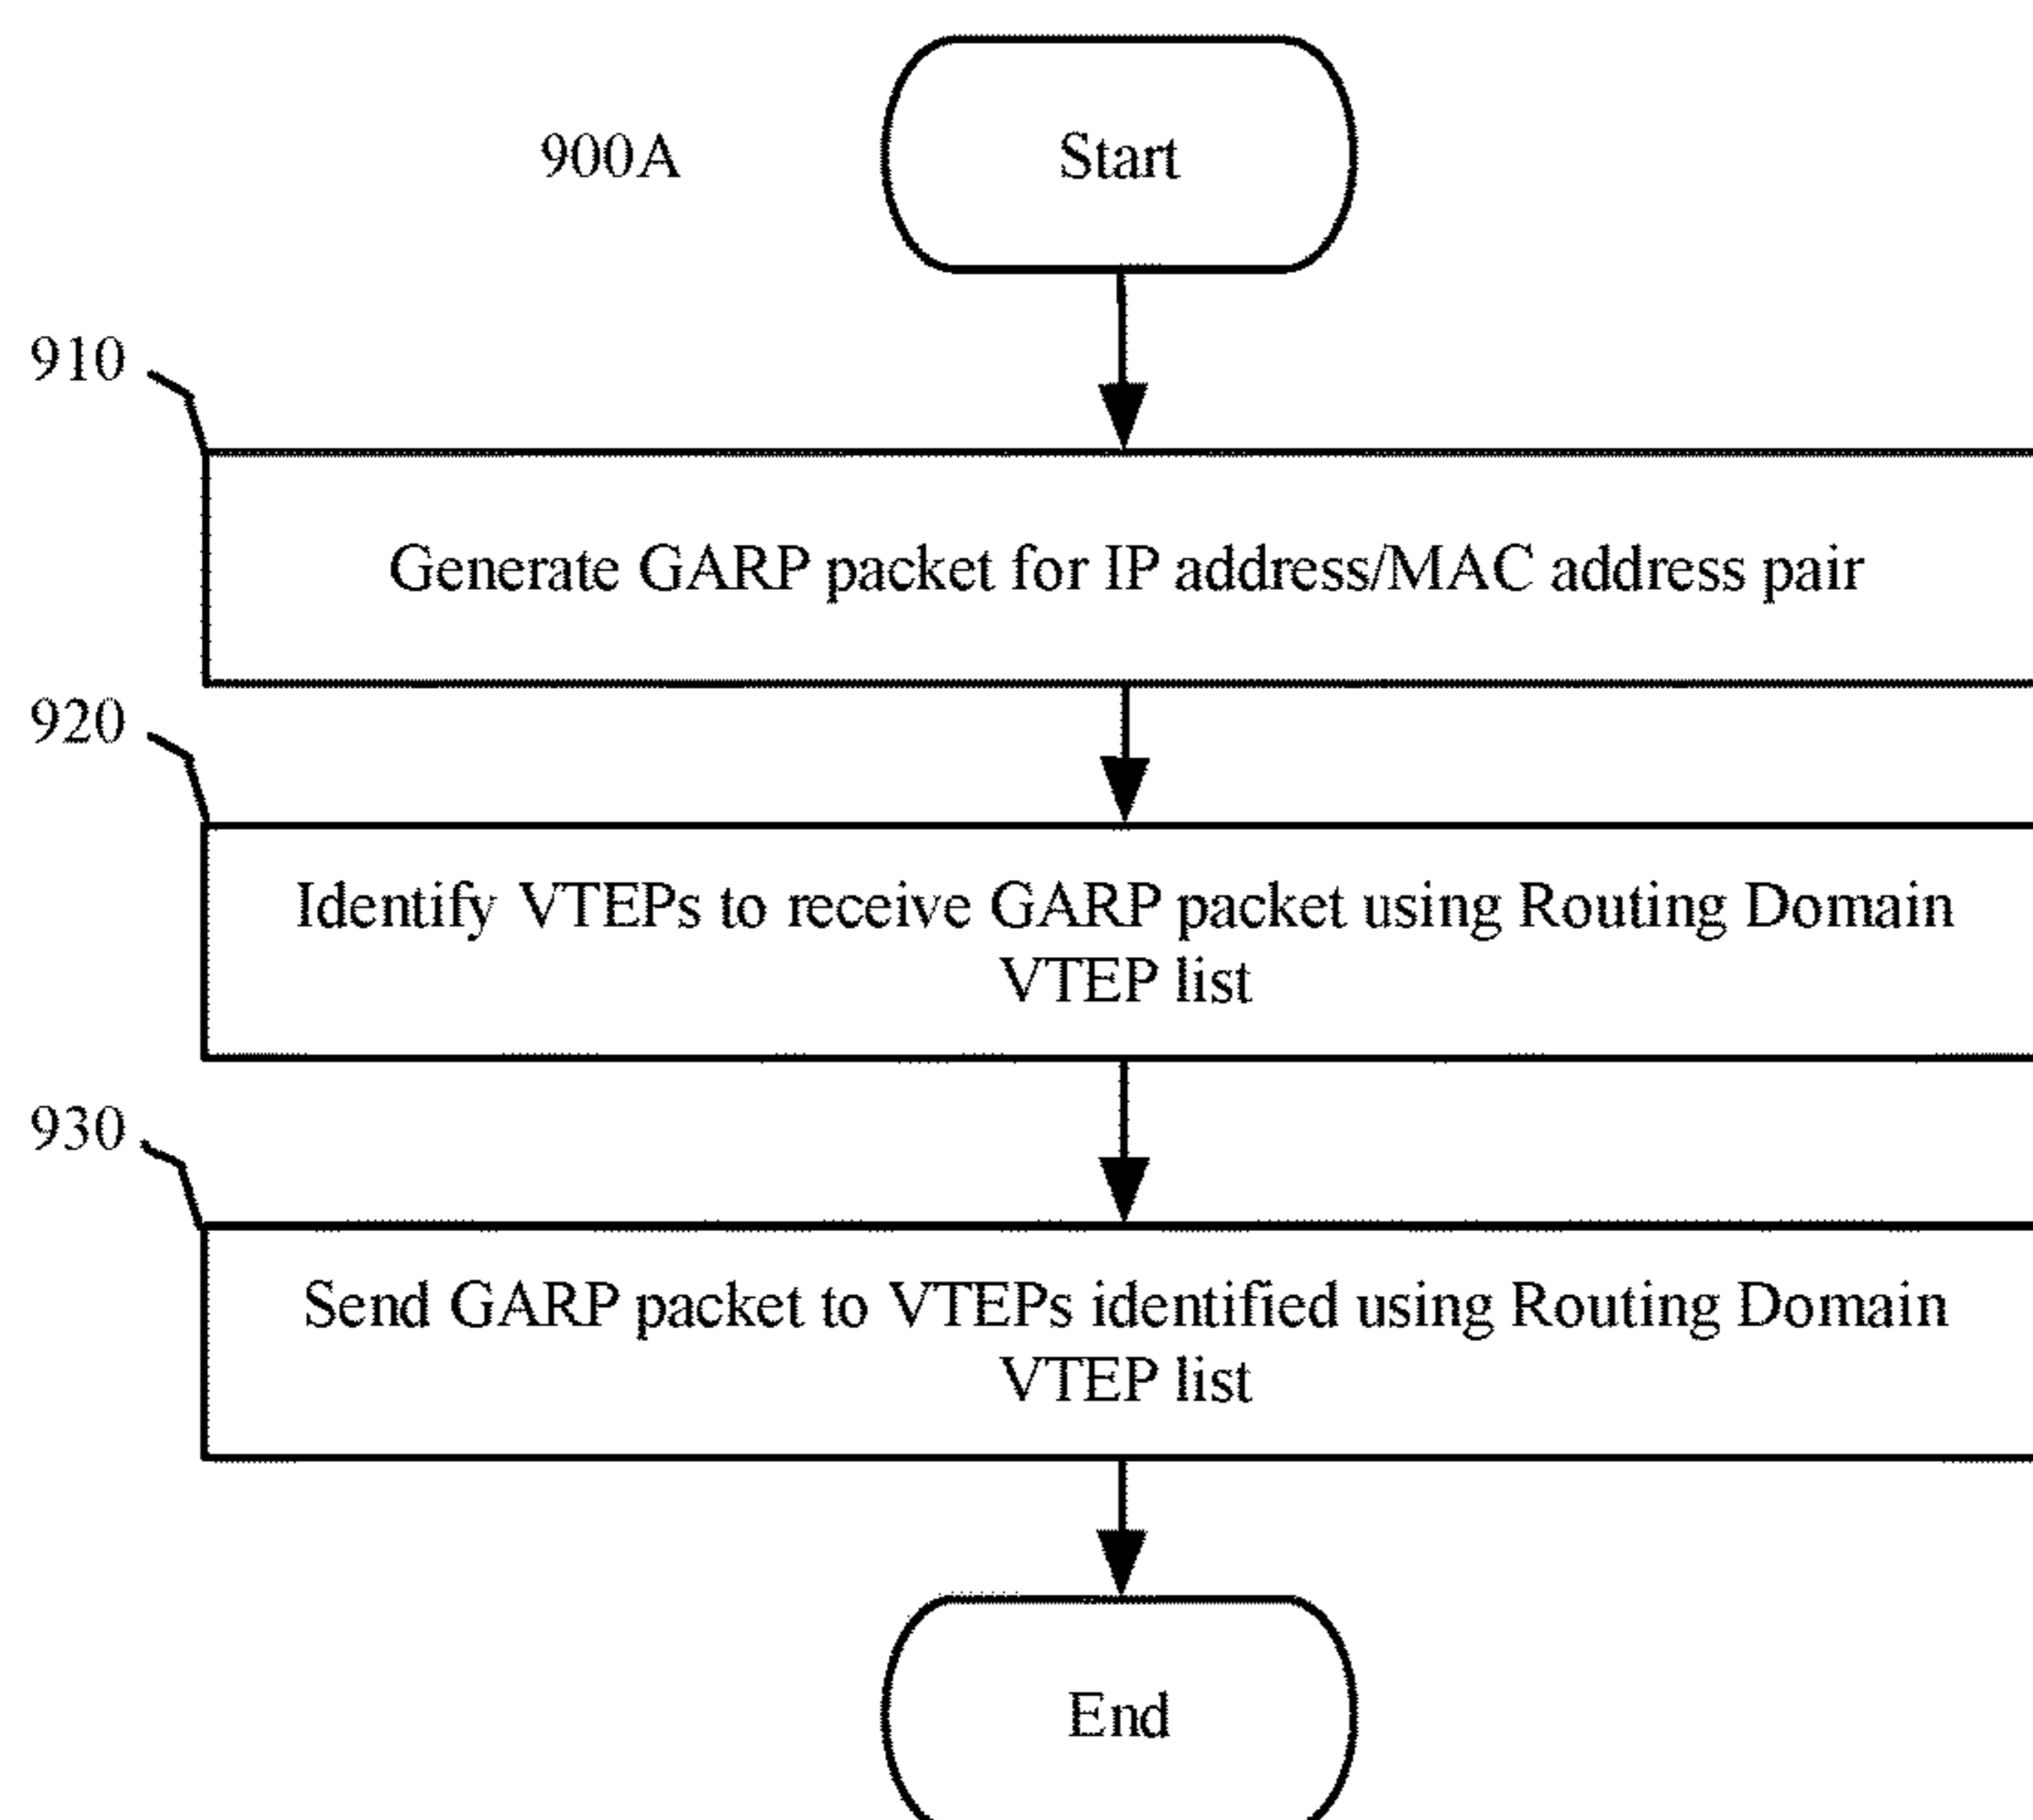 900A
Start
910
Generate GARP packet for IP address/MAC address pair
920
Identify VTEPs to receive GARP packet using Routing Domain
VTEP list
930
Send GARP packet to VTEPs identified using Routing Domain
VTEP list
End